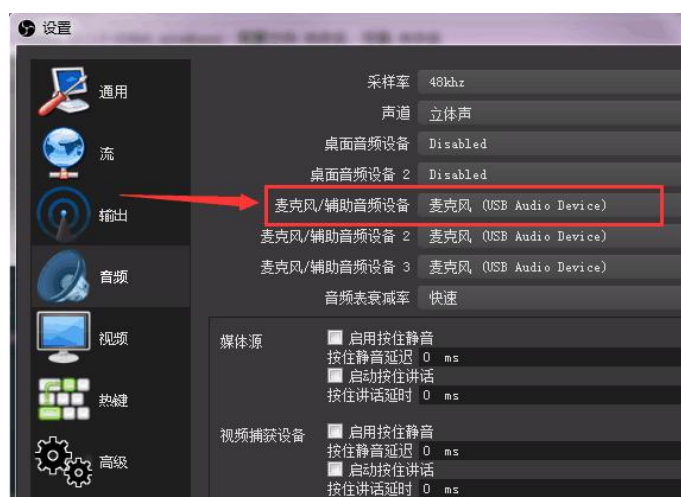 设置
通用
流
输出
音频
视频
热键
高级
采样率 48khz
声道 立体声
桌面音频设备 Disabled
桌面音频设备 2 Disabled
麦克风/辅助音频设备 麦克风 (USB Audio Device)
麦克风/辅助音频设备 2 麦克风 (USB Audio Device)
麦克风/辅助音频设备 3 麦克风 (USB Audio Device)
音频表衰减率 快速
媒体源 启用按住静音
按住静音延迟 0 ms
启动按住讲话
按住讲话延时 0 ms
视频捕获设备 启用按住静音
按住静音延迟 0 ms
启动按住讲话
按住讲话延时 0 ms